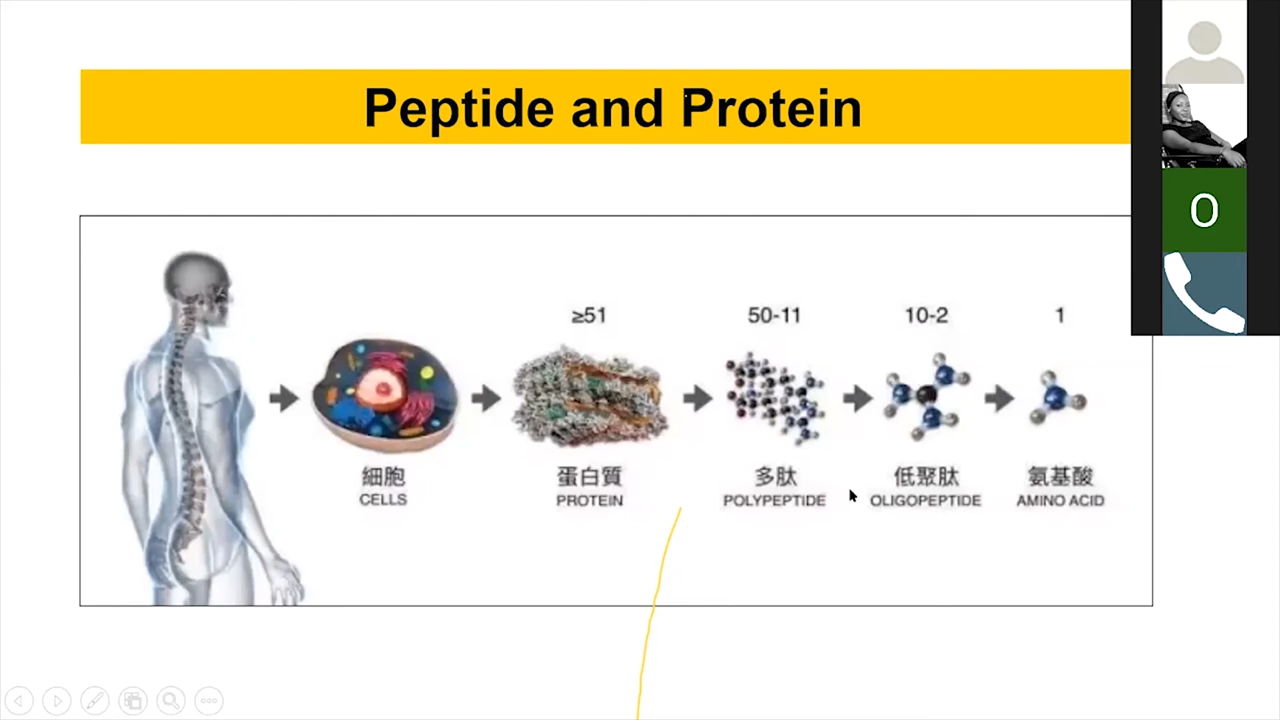 Peptide and Protein
O
≥51
50-11
10-2
1
細胞
蛋白質
多肽
低聚肽
氨基酸
CELLS
PROTEIN
POLYPEPTIDE
OLIGOPEPTIDE
AMINO ACID